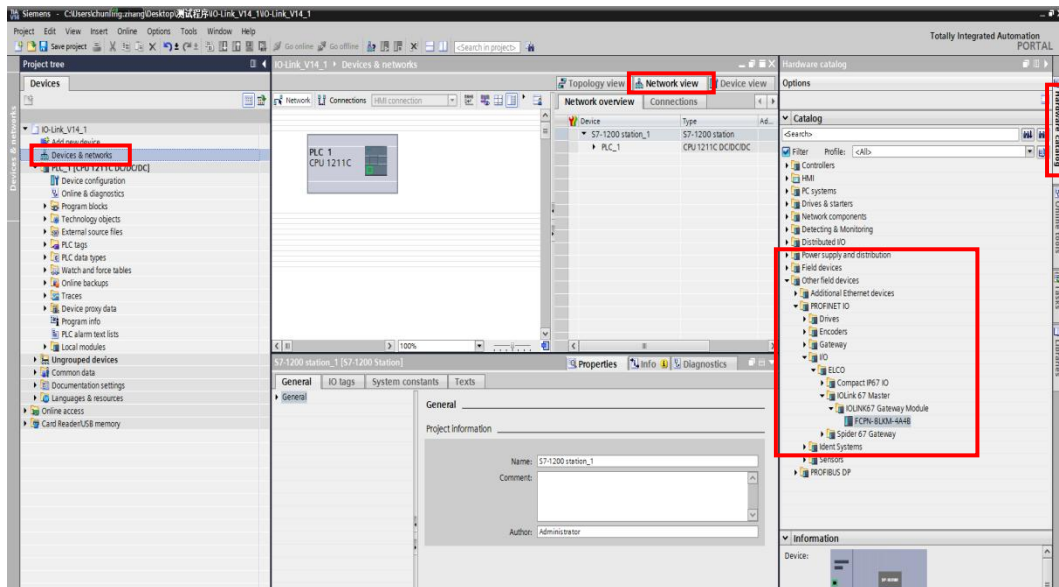 Siemens - C:\Users\chunling.zhang\Desktop\测试程序\IO-Link_V14_1\IO-Link_V14_1
Project Edit View Insert Online Options Tools Window Help
Totally Integrated Automation
PORTAL
Save project Go online Go offline <Search in project>
Project tree
IO-Link_V14_1 Devices & networks
Hardware catalog
Devices
Topology view Network view Device view
Options
Network Connections HMI connection
Network overview Connections
Catalog
<Search>
Filter Profile: <All>
Device Type Ad...
S7-1200 station_1 S7-1200 station
PLC_1 CPU 1211C DC/DC/DC
PLC_1
CPU 1211C
IO-Link_V14_1
Add new device
Devices & networks
PLC_1 [CPU 1211C DC/DC/DC]
Device configuration
Online & diagnostics
Program blocks
Technology objects
External source files
PLC tags
PLC data types
Watch and force tables
Online backups
Traces
Device proxy data
Program info
PLC alarm text lists
Local modules
Ungrouped devices
Common data
Documentation settings
Languages & resources
Online access
Card Reader/USB memory
Controllers
HMI
PC systems
Drives & starters
Network components
Detecting & Monitoring
Distributed I/O
Power supply and distribution
Field devices
Other field devices
Additional Ethernet devices
PROFINET IO
Drives
Encoders
Gateway
I/O
ELCO
Compact IP67 IO
IOLink 67 Master
IOLINK67 Gateway Module
FCPN-BLKM-4A4B
Spider 67 Gateway
Ident Systems
Sensors
PROFIBUS DP
100%
S7-1200 station_1 [S7-1200 Station]
Properties Info Diagnostics
General IO tags System constants Texts
General
General
Project information
Name: S7-1200 station_1
Comment:
Author: Administrator
Information
Device:
Devices & networks
Hardware catalog
Online tools
Tasks
Libraries